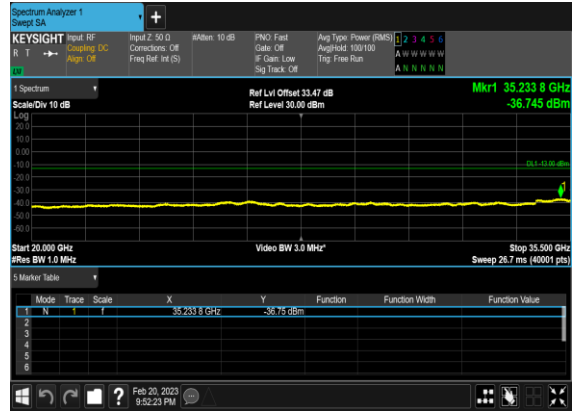 Spectrum Analyzer 1
Swept SA
+
KEYSIGHT Input: RF Input Z: 50 Ω #Atten: 10 dB PNO: Fast Avg Type: Power (RMS) 1 2 3 4 5 6
R T Coupling: DC Corrections: Off Gate: Off Avg|Hold: 100/100 A W W W W W
Align: Off Freq Ref: Int (S) IF Gain: Low Trig: Free Run
Sig Track: Off A N N N N N
1 Spectrum Ref Lvl Offset 33.47 dB Mkr1 35.233 8 GHz
Scale/Div 10 dB Ref Level 30.00 dBm -36.745 dBm
Log
20.0
10.0
0.00
-10.0
DL1 -13.00 dBm
-20.0
-30.0
1
-40.0
-50.0
-60.0
Start 20.000 GHz Video BW 3.0 MHz* Stop 35.500 GHz
#Res BW 1.0 MHz Sweep 26.7 ms (40001 pts)
5 Marker Table
Mode Trace Scale X Y Function Function Width Function Value
1 N 1 f 35.233 8 GHz -36.75 dBm
2
3
4
5
6
? Feb 20, 2023
9:52:23 PM